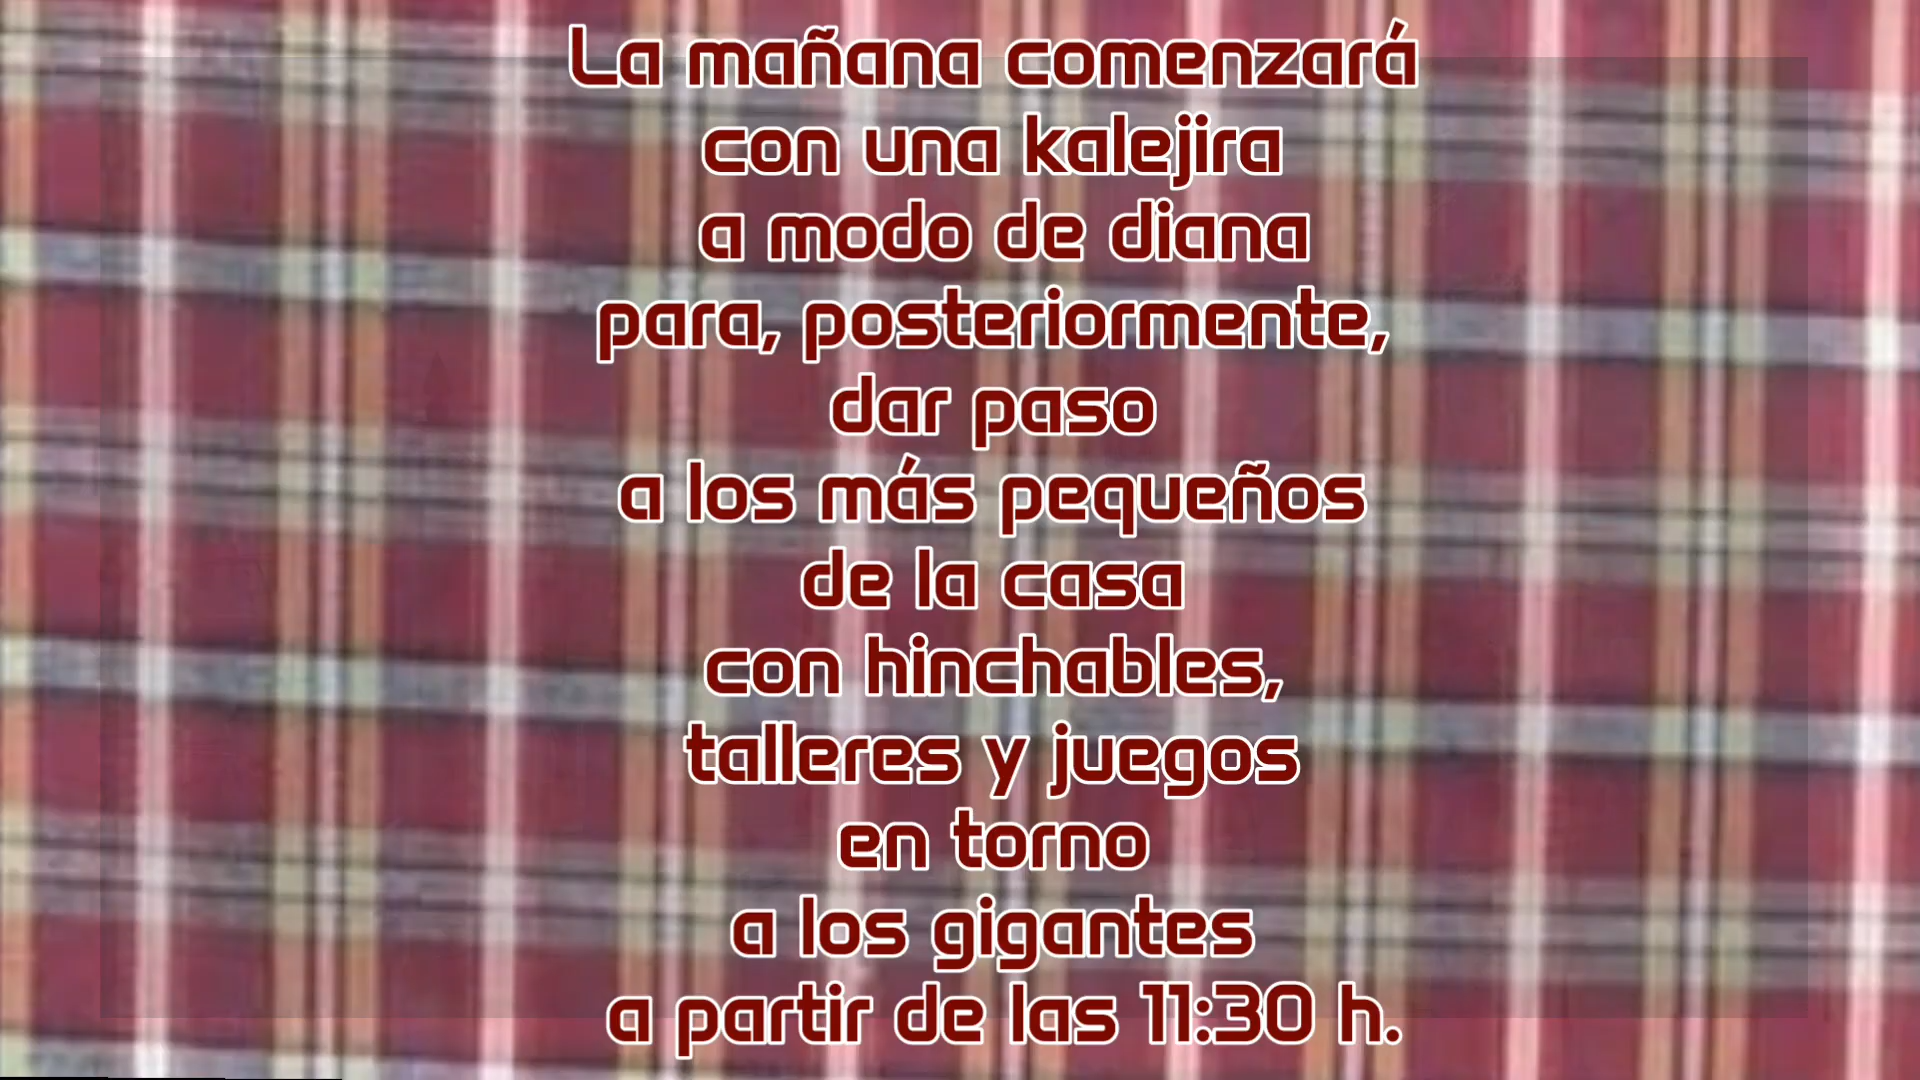 La mañana comenzará
con una kalejira
a modo de diana
para, posteriormente,
dar paso
a los más pequeños
de la casa
con hinchables,
talleres y juegos
en torno
a los gigantes
a partir de las 11:30 h.